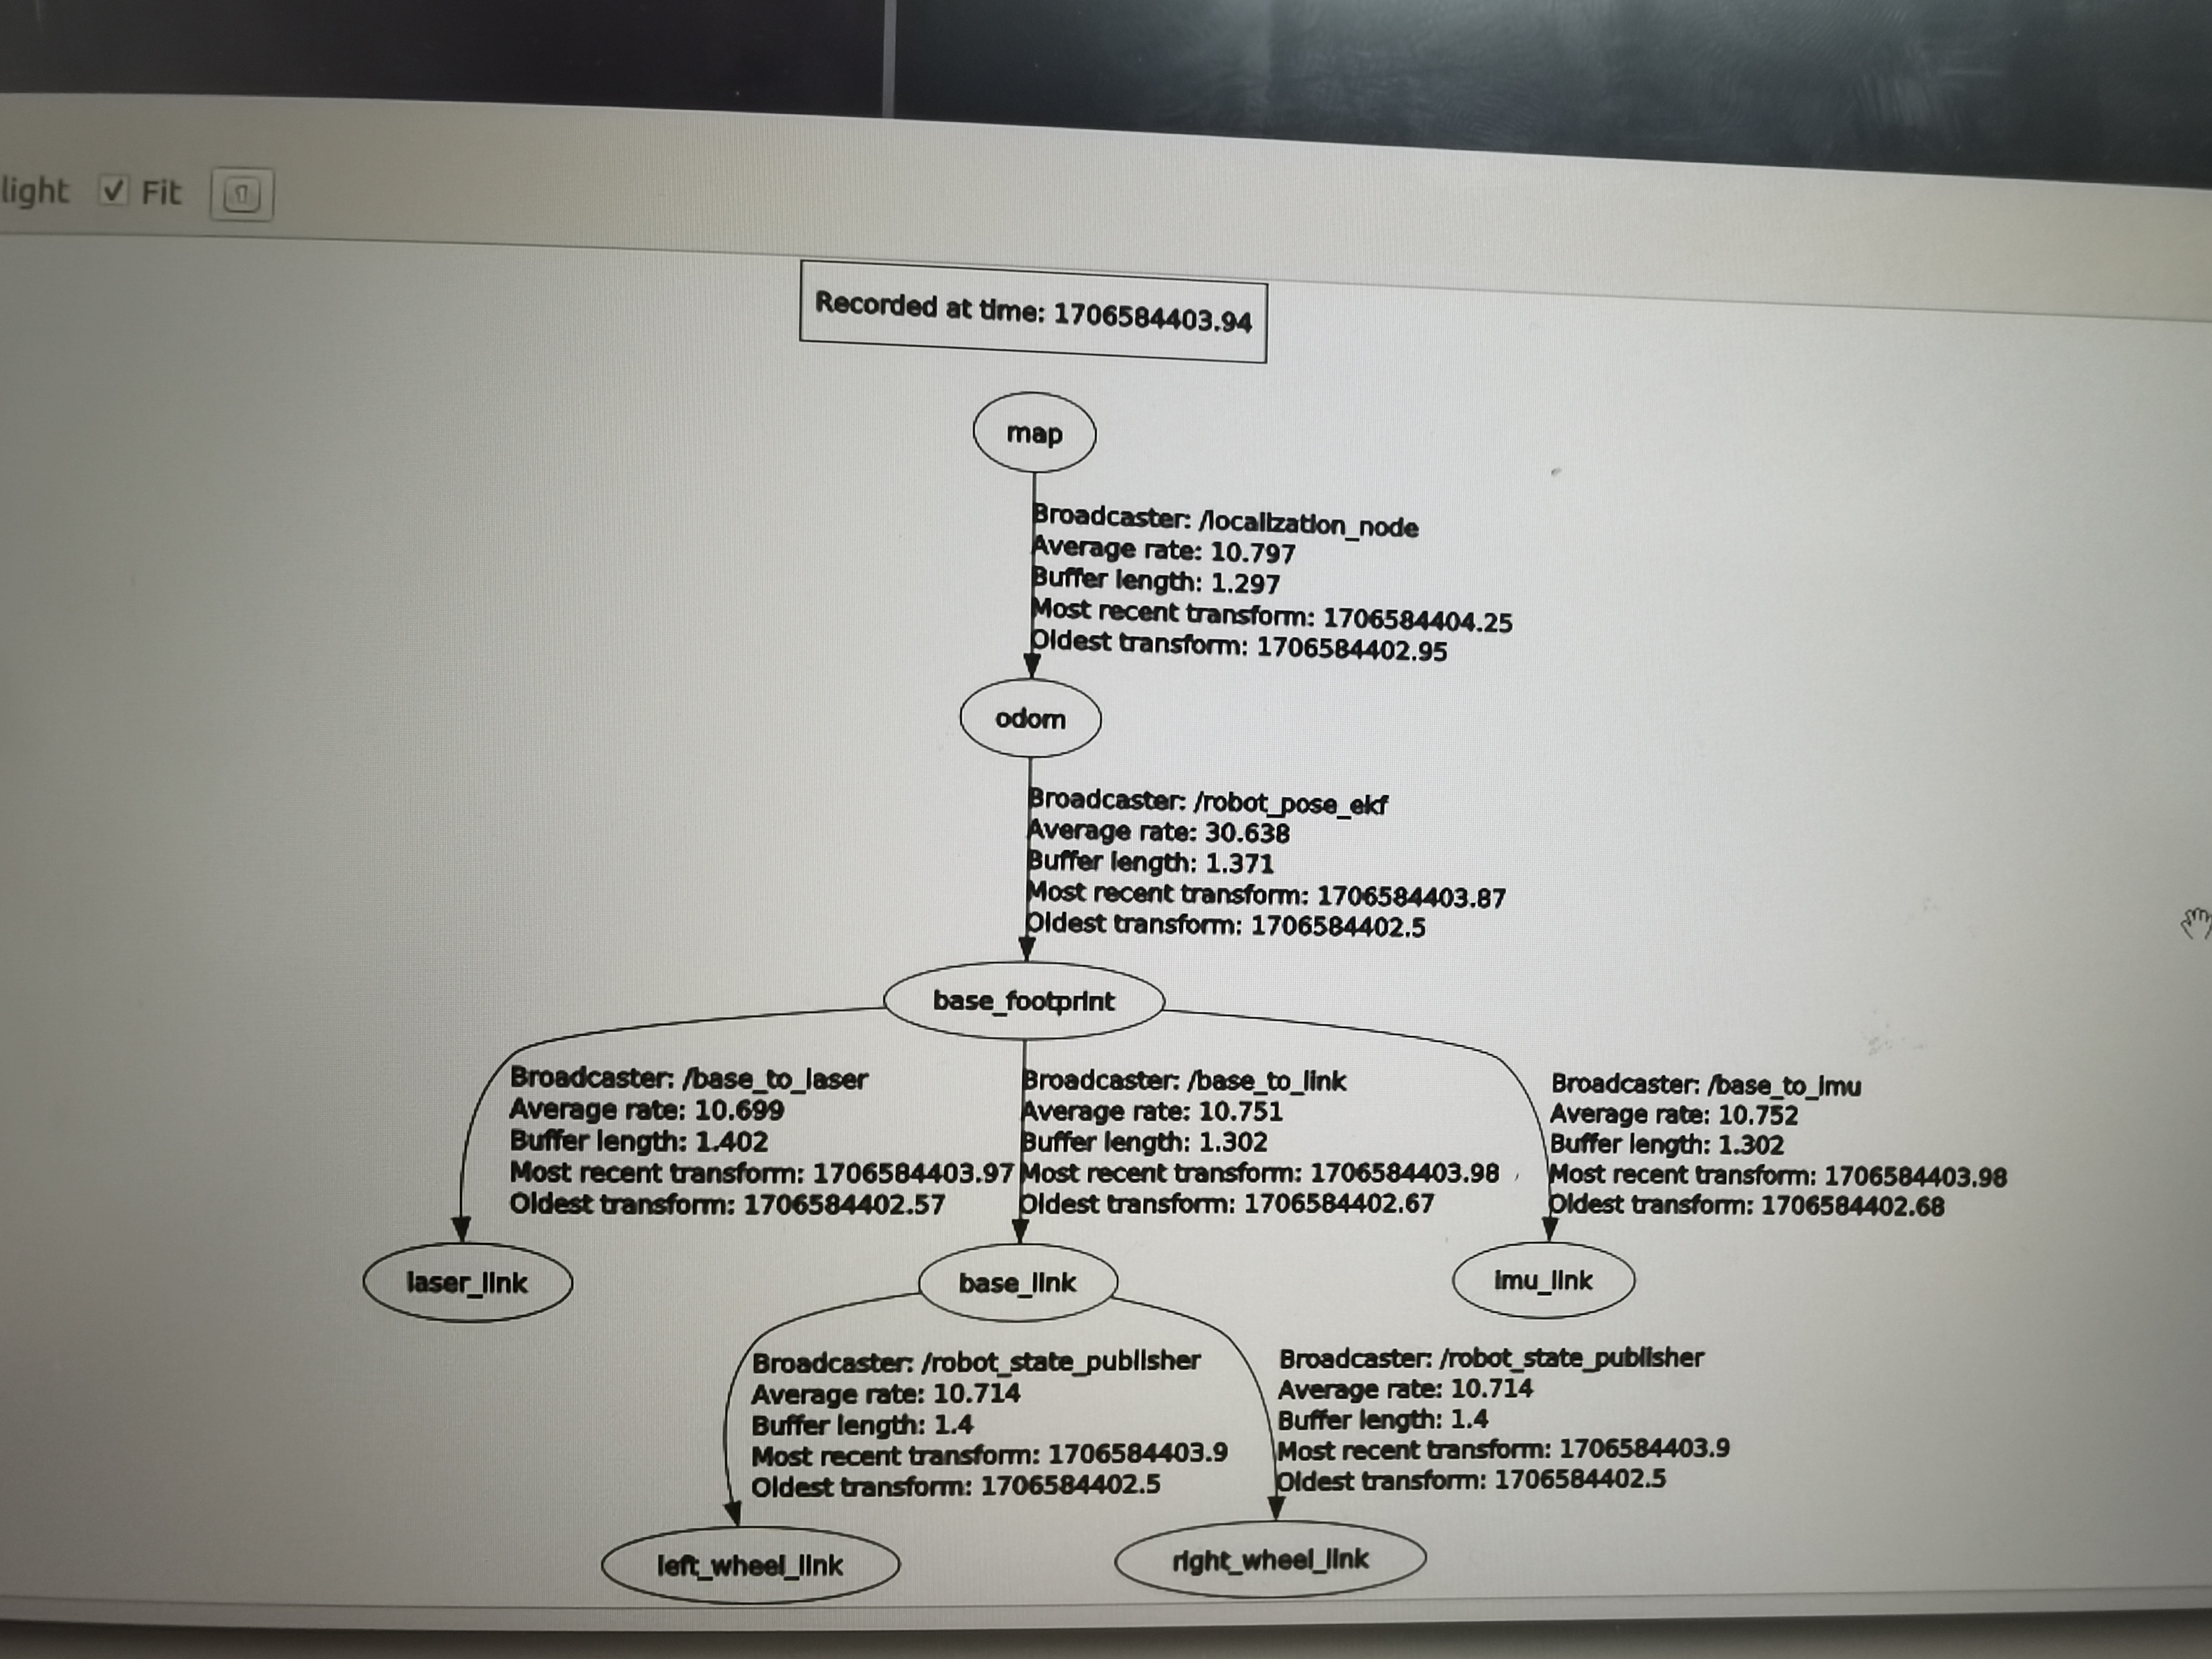 light Fit
Recorded at time: 1706584403.94
map
Broadcaster: /localization_node
Average rate: 10.797
Buffer length: 1.297
Most recent transform: 1706584404.25
Oldest transform: 1706584402.95
odom
Broadcaster: /robot_pose_ekf
Average rate: 30.638
Buffer length: 1.371
Most recent transform: 1706584403.87
Oldest transform: 1706584402.5
base_footprint
Broadcaster: /base_to_laser
Average rate: 10.699
Buffer length: 1.402
Most recent transform: 1706584403.97
Oldest transform: 1706584402.57
Broadcaster: /base_to_link
Average rate: 10.751
Buffer length: 1.302
Most recent transform: 1706584403.98
Oldest transform: 1706584402.67
Broadcaster: /base_to_imu
Average rate: 10.752
Buffer length: 1.302
Most recent transform: 1706584403.98
Oldest transform: 1706584402.68
laser_link
base_link
imu_link
Broadcaster: /robot_state_publisher
Average rate: 10.714
Buffer length: 1.4
Most recent transform: 1706584403.9
Oldest transform: 1706584402.5
Broadcaster: /robot_state_publisher
Average rate: 10.714
Buffer length: 1.4
Most recent transform: 1706584403.9
Oldest transform: 1706584402.5
left_wheel_link
right_wheel_link